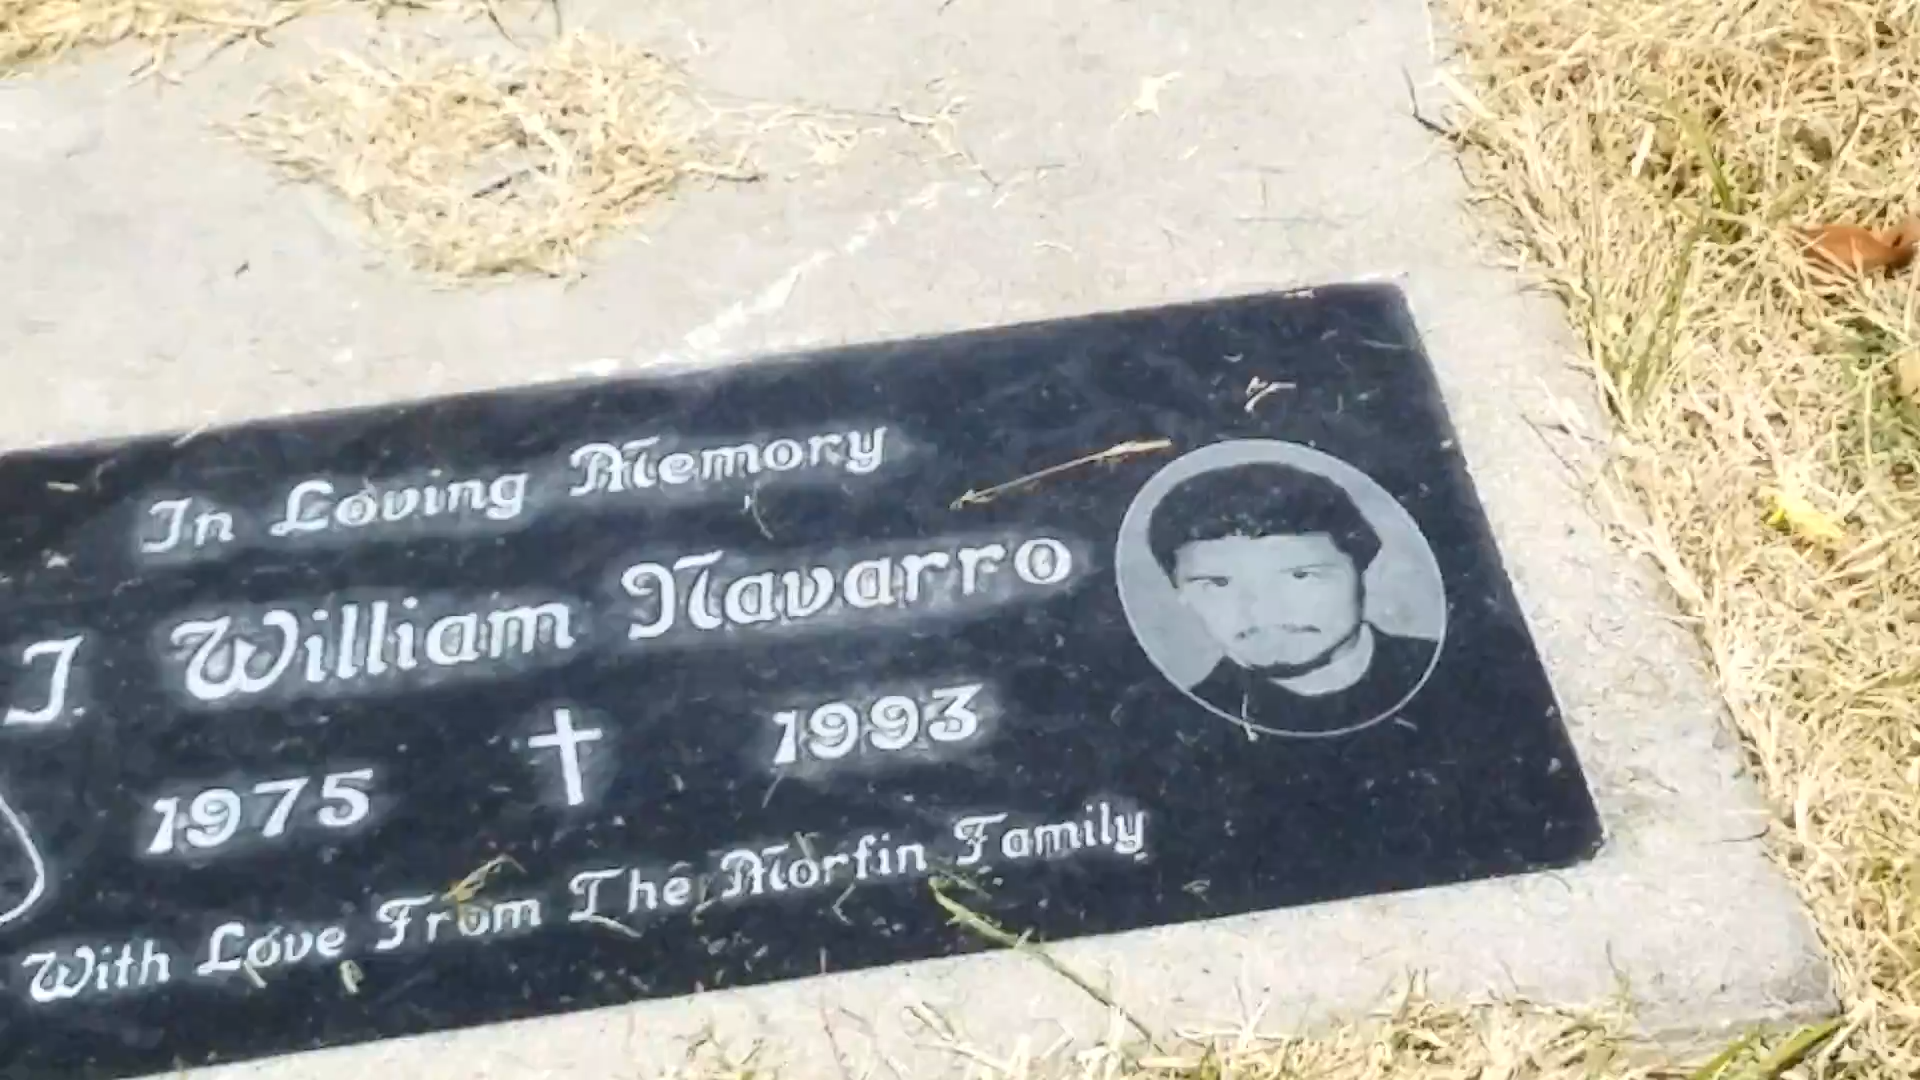 In Loving Memory
J. William Navarro
1975 1993
With Love From The Morfin Family